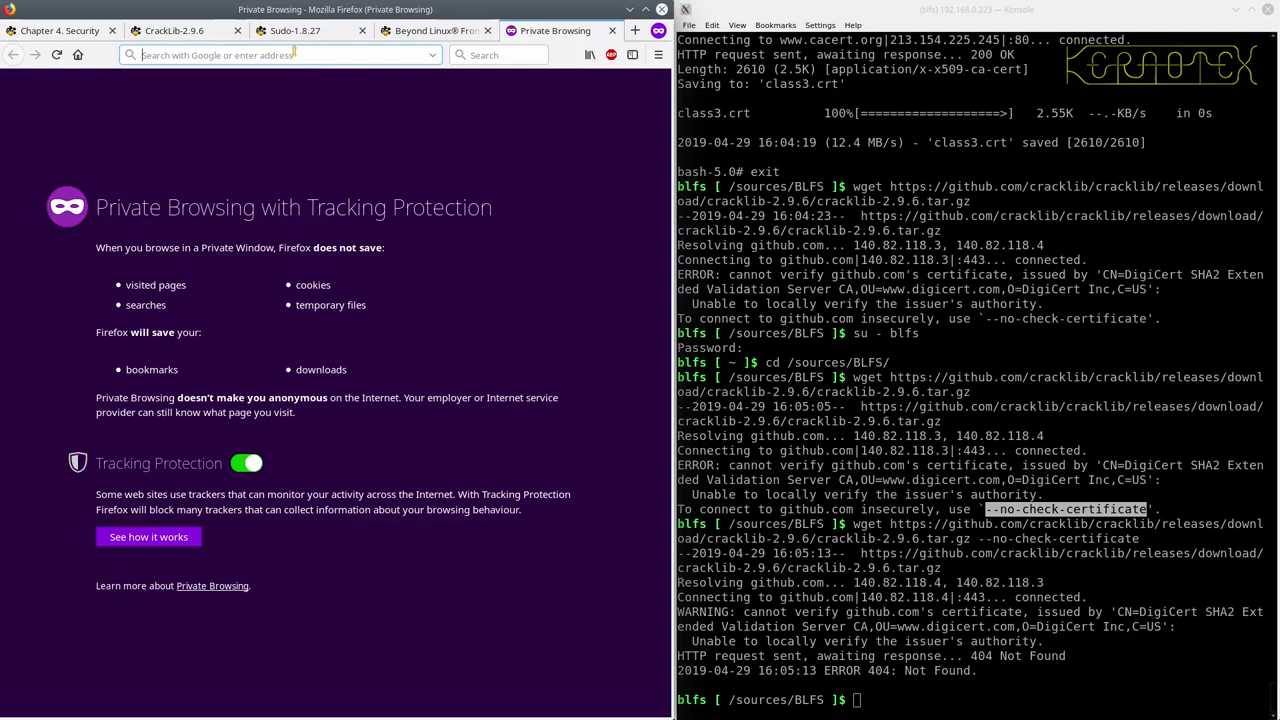 Private Browsing - Mozilla Firefox (Private Browsing)
Chapter 4. Security
CrackLib-2.9.6
Sudo-1.8.27
Beyond Linux® Fro
Private Browsing
Search with Google or enter address
Search
ABP
Private Browsing with Tracking Protection
When you browse in a Private Window, Firefox does not save:
visited pages
cookies
searches
temporary files
Firefox will save your:
bookmarks
downloads
Private Browsing doesn't make you anonymous on the Internet. Your employer or Internet service
provider can still know what page you visit.
Tracking Protection
Some web sites use trackers that can monitor your activity across the Internet. With Tracking Protection
Firefox will block many trackers that can collect information about your browsing behaviour.
See how it works
Learn more about Private Browsing.
(blfs) 192.168.0.223 — Konsole
File Edit View Bookmarks Settings Help
KERNOTEX
Connecting to www.cacert.org|213.154.225.245|:80... connected.
HTTP request sent, awaiting response... 200 OK
Length: 2610 (2.5K) [application/x-x509-ca-cert]
Saving to: 'class3.crt'
class3.crt 100%[===================>] 2.55K --.-KB/s in 0s
2019-04-29 16:04:19 (12.4 MB/s) - 'class3.crt' saved [2610/2610]
bash-5.0# exit
blfs [ /sources/BLFS ]$ wget https://github.com/cracklib/cracklib/releases/downl
oad/cracklib-2.9.6/cracklib-2.9.6.tar.gz
--2019-04-29 16:04:23-- https://github.com/cracklib/cracklib/releases/download/
cracklib-2.9.6/cracklib-2.9.6.tar.gz
Resolving github.com... 140.82.118.3, 140.82.118.4
Connecting to github.com|140.82.118.3|:443... connected.
ERROR: cannot verify github.com's certificate, issued by 'CN=DigiCert SHA2 Exten
ded Validation Server CA,OU=www.digicert.com,O=DigiCert Inc,C=US':
Unable to locally verify the issuer's authority.
To connect to github.com insecurely, use `--no-check-certificate'.
blfs [ /sources/BLFS ]$ su - blfs
Password:
blfs [ ~ ]$ cd /sources/BLFS/
blfs [ /sources/BLFS ]$ wget https://github.com/cracklib/cracklib/releases/downl
oad/cracklib-2.9.6/cracklib-2.9.6.tar.gz
--2019-04-29 16:05:05-- https://github.com/cracklib/cracklib/releases/download/
cracklib-2.9.6/cracklib-2.9.6.tar.gz
Resolving github.com... 140.82.118.3, 140.82.118.4
Connecting to github.com|140.82.118.3|:443... connected.
ERROR: cannot verify github.com's certificate, issued by 'CN=DigiCert SHA2 Exten
ded Validation Server CA,OU=www.digicert.com,O=DigiCert Inc,C=US':
Unable to locally verify the issuer's authority.
To connect to github.com insecurely, use `--no-check-certificate'.
blfs [ /sources/BLFS ]$ wget https://github.com/cracklib/cracklib/releases/downl
oad/cracklib-2.9.6/cracklib-2.9.6.tar.gz --no-check-certificate
--2019-04-29 16:05:13-- https://github.com/cracklib/cracklib/releases/download/
cracklib-2.9.6/cracklib-2.9.6.tar.gz
Resolving github.com... 140.82.118.4, 140.82.118.3
Connecting to github.com|140.82.118.4|:443... connected.
WARNING: cannot verify github.com's certificate, issued by 'CN=DigiCert SHA2 Ext
ended Validation Server CA,OU=www.digicert.com,O=DigiCert Inc,C=US':
Unable to locally verify the issuer's authority.
HTTP request sent, awaiting response... 404 Not Found
2019-04-29 16:05:13 ERROR 404: Not Found.
blfs [ /sources/BLFS ]$